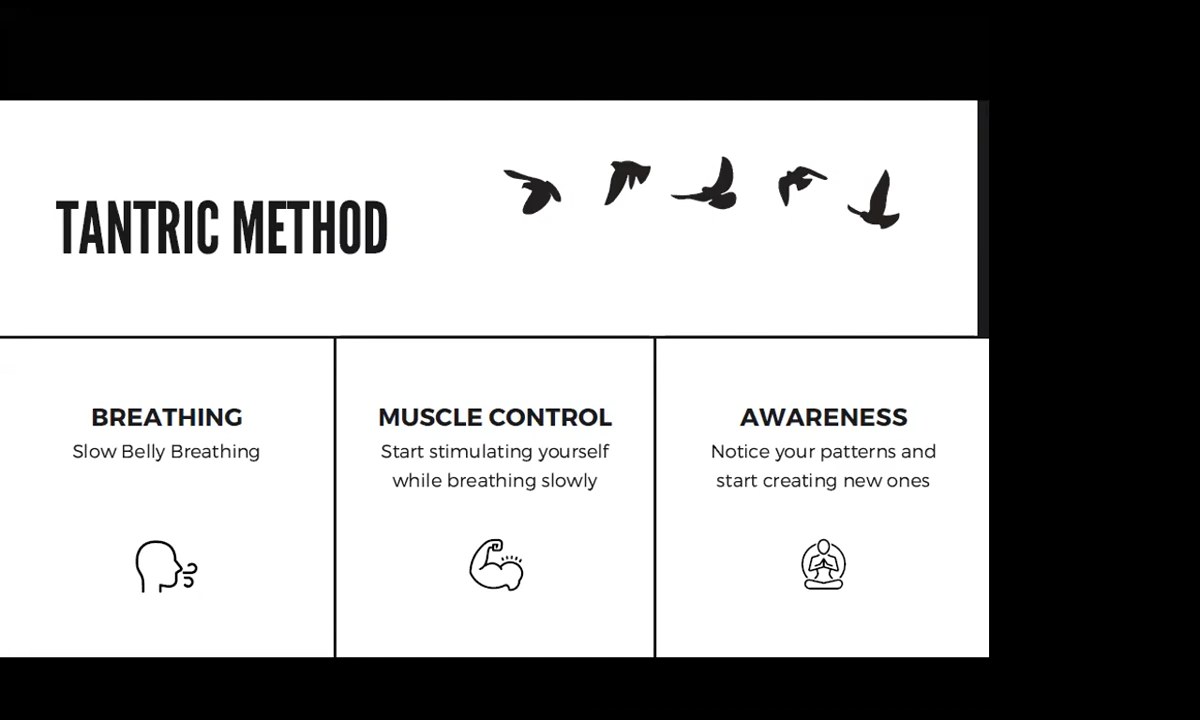 TANTRIC METHOD
BREATHING
Slow Belly Breathing
MUSCLE CONTROL
Start stimulating yourself
while breathing slowly
AWARENESS
Notice your patterns and
start creating new ones